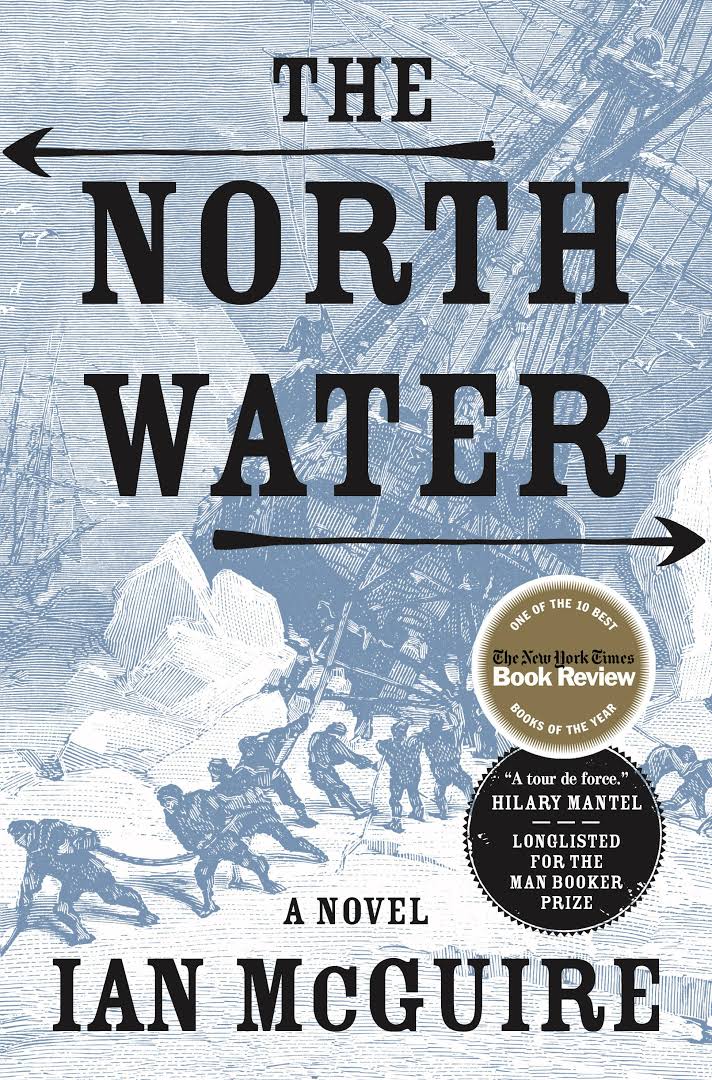 THE
NORTH
WATER
ONE OF THE 10 BEST
The New York Times
Book Review
BOOKS OF THE YEAR
“A tour de force.”
HILARY MANTEL
LONGLISTED
FOR THE
MAN BOOKER
PRIZE
A NOVEL
IAN McGUIRE